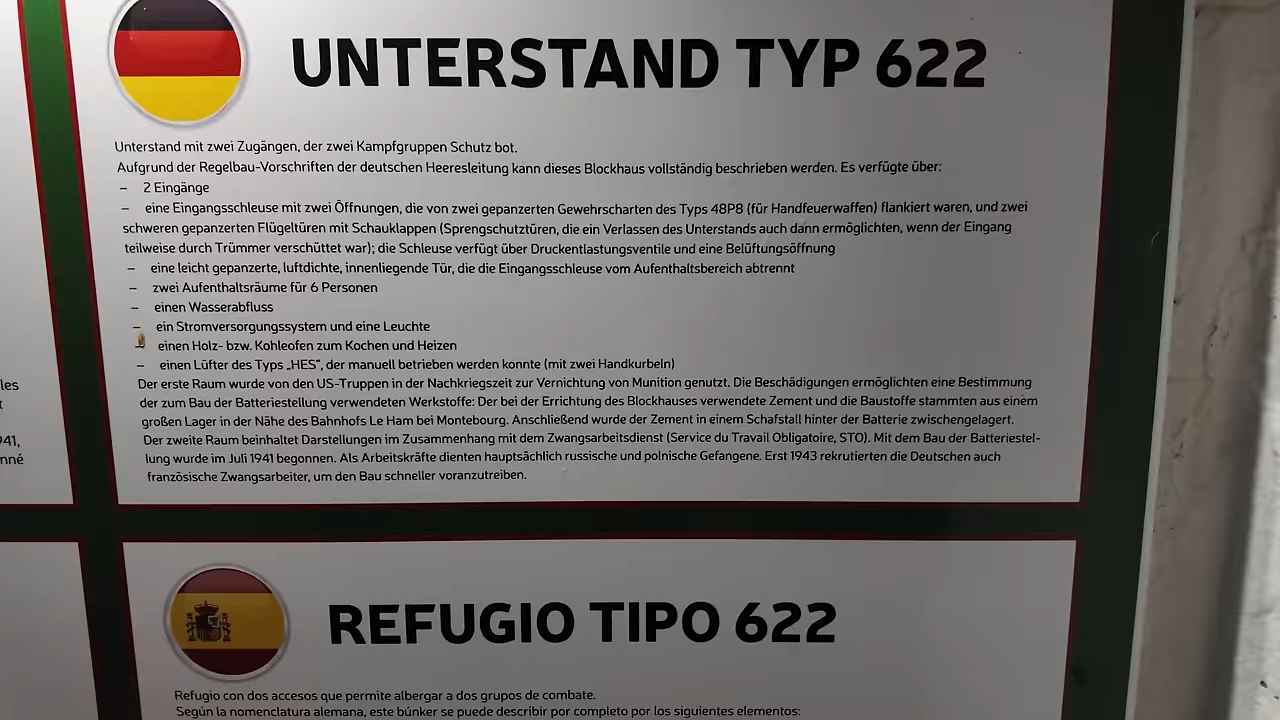 UNTERSTAND TYP 622
Unterstand mit zwei Zugängen, der zwei Kampfgruppen Schutz bot.
Aufgrund der Regelbau-Vorschriften der deutschen Heeresleitung kann dieses Blockhaus vollständig beschrieben werden. Es verfügte über:
– 2 Eingänge
– eine Eingangsschleuse mit zwei Öffnungen, die von zwei gepanzerten Gewehrscharten des Typs 48P8 (für Handfeuerwaffen) flankiert waren, und zwei
schweren gepanzerten Flügeltüren mit Schauklappen (Sprengschutztüren, die ein Verlassen des Unterstands auch dann ermöglichten, wenn der Eingang
teilweise durch Trümmer verschüttet war); die Schleuse verfügt über Druckentlastungsventile und eine Belüftungsöffnung
– eine leicht gepanzerte, luftdichte, innenliegende Tür, die die Eingangsschleuse vom Aufenthaltsbereich abtrennt
– zwei Aufenthaltsräume für 6 Personen
– einen Wasserabfluss
– ein Stromversorgungssystem und eine Leuchte
– einen Holz- bzw. Kohleofen zum Kochen und Heizen
– einen Lüfter des Typs „HES", der manuell betrieben werden konnte (mit zwei Handkurbeln)
Der erste Raum wurde von den US-Truppen in der Nachkriegszeit zur Vernichtung von Munition genutzt. Die Beschädigungen ermöglichten eine Bestimmung
der zum Bau der Batteriestellung verwendeten Werkstoffe: Der bei der Errichtung des Blockhauses verwendete Zement und die Baustoffe stammten aus einem
großen Lager in der Nähe des Bahnhofs Le Ham bei Montebourg. Anschließend wurde der Zement in einem Schafstall hinter der Batterie zwischengelagert.
Der zweite Raum beinhaltet Darstellungen im Zusammenhang mit dem Zwangsarbeitsdienst (Service du Travail Obligatoire, STO). Mit dem Bau der Batteriestel-
lung wurde im Juli 1941 begonnen. Als Arbeitskräfte dienten hauptsächlich russische und polnische Gefangene. Erst 1943 rekrutierten die Deutschen auch
französische Zwangsarbeiter, um den Bau schneller voranzutreiben.
REFUGIO TIPO 622
Refugio con dos accesos que permite albergar a dos grupos de combate.
Según la nomenclatura alemana, este búnker se puede describir por completo por los siguientes elementos: